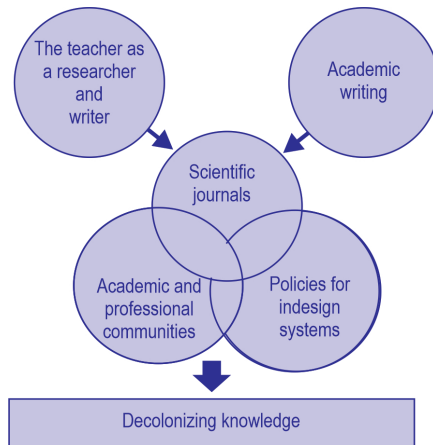 The teacher as
a researcher
and
writer
Academic
writing
Scientific
journals
Academic and
professional
communities
Policies for
indesign
systems
Decolonizing knowledge